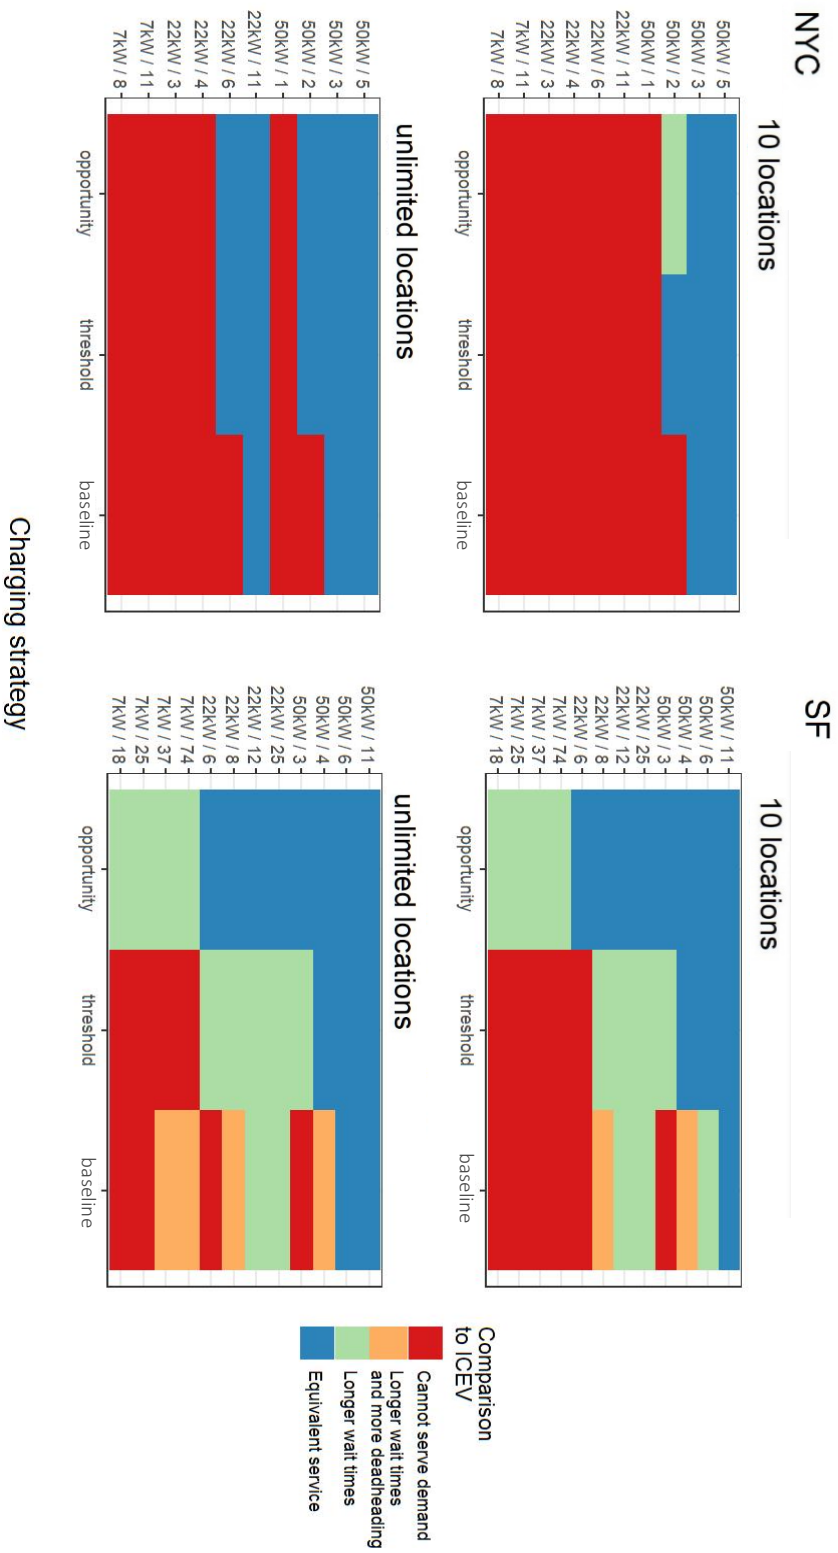 NYC
10 locations
50kW / 5
50kW / 3
50kW / 2
50kW / 1
22kW / 11
22kW / 6
22kW / 4
22kW / 3
7kW / 11
7kW / 8
opportunity
threshold
baseline
unlimited locations
50kW / 5
50kW / 3
50kW / 2
50kW / 1
22kW / 11
22kW / 6
22kW / 4
22kW / 3
7kW / 11
7kW / 8
opportunity
threshold
baseline
SF
10 locations
50kW / 11
50kW / 6
50kW / 4
50kW / 3
22kW / 25
22kW / 12
22kW / 8
22kW / 6
7kW / 74
7kW / 37
7kW / 25
7kW / 18
opportunity
threshold
baseline
unlimited locations
50kW / 11
50kW / 6
50kW / 4
50kW / 3
22kW / 25
22kW / 12
22kW / 8
22kW / 6
7kW / 74
7kW / 37
7kW / 25
7kW / 18
opportunity
threshold
baseline
Charging strategy
Comparison
to ICEV
Cannot serve demand
Longer wait times
and more deadheading
Longer wait times
Equivalent service